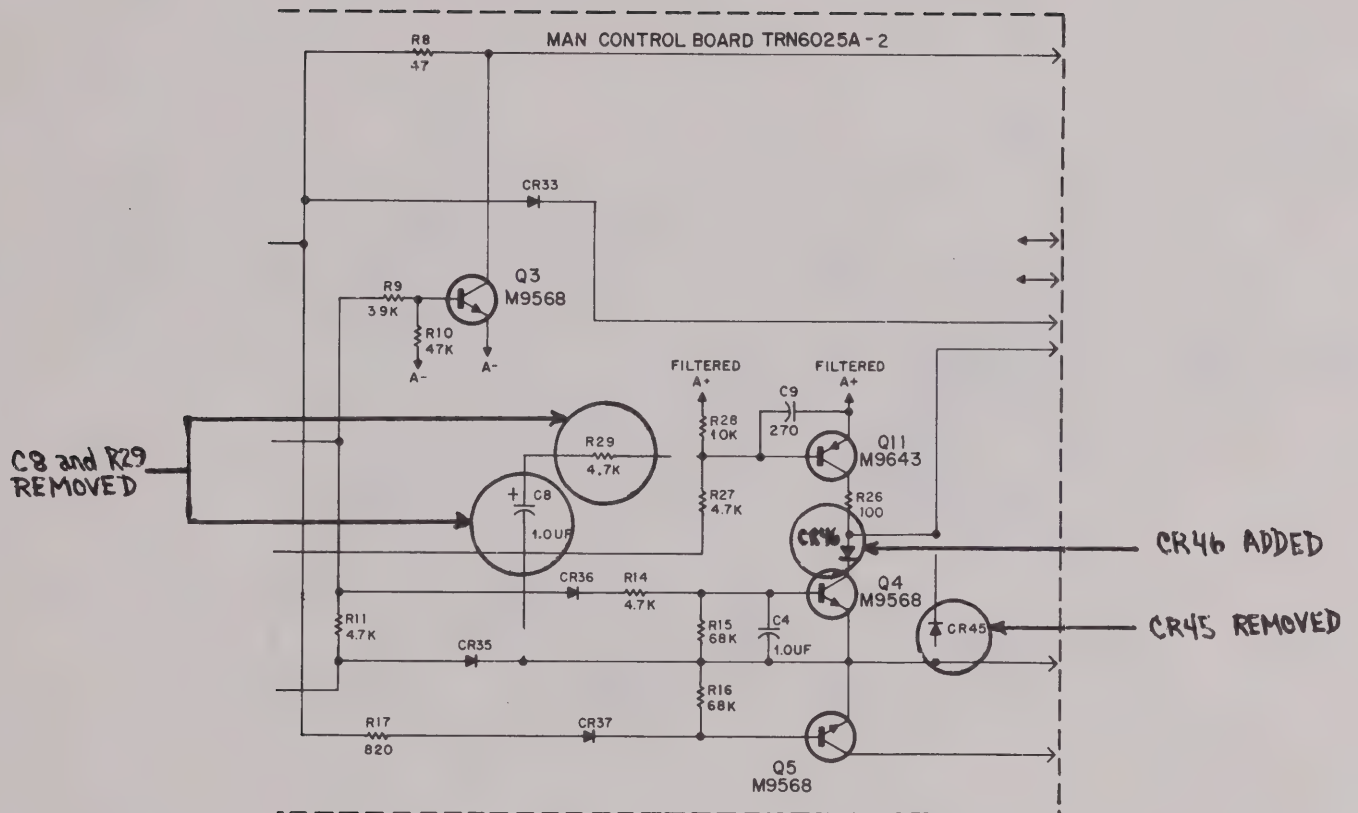 MAN CONTROL BOARD TRN6025A-2
R8
47
CR33
Q3
M9568
R9
39K
R10
47K
A-
A-
FILTERED
A+
FILTERED
A+
C9
270
R28
10K
Q11
M9643
C8 and R29
REMOVED
R29
4.7K
+
C8
1.0UF
R27
4.7K
R26
100
CR46
CR46 ADDED
CR36
R14
4.7K
Q4
M9568
R11
4.7K
R15
68K
C4
1.0UF
CR45
CR45 REMOVED
CR35
R16
68K
R17
820
CR37
Q5
M9568